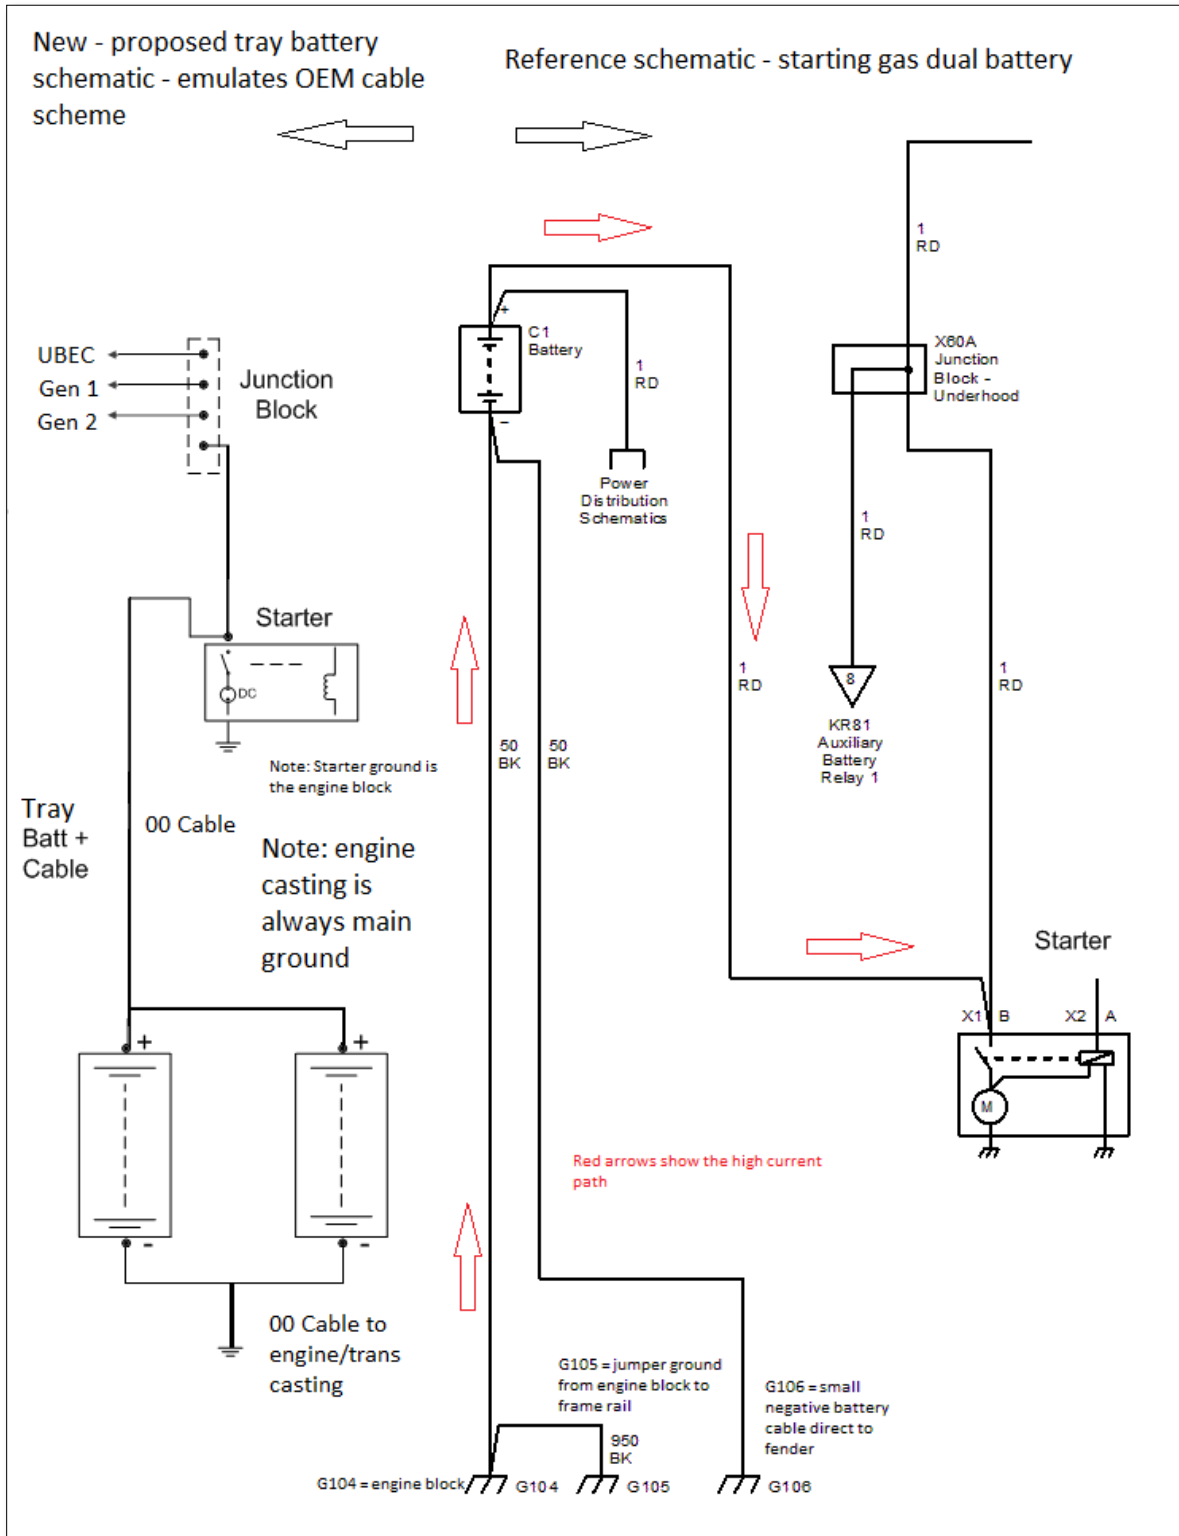 New - proposed tray battery
schematic - emulates OEM cable
scheme
Reference schematic - starting gas dual battery
1
RD
+
C1
Battery
X60A
Junction
Block -
Underhood
UBEC
Gen 1
Gen 2
Junction
Block
1
RD
-
Power
Distribution
Schematics
1
RD
Starter
DC
1
RD
8
1
RD
KR81
Auxiliary
Battery
Relay 1
50
BK
50
BK
Note: Starter ground is
the engine block
Tray
Batt +
Cable
00 Cable
Note: engine
casting is
always main
ground
Starter
X1
B
X2
A
M
+
+
-
-
Red arrows show the high current
path
00 Cable to
engine/trans
casting
G105 = jumper ground
from engine block to
frame rail
G106 = small
negative battery
cable direct to
fender
950
BK
G104 = engine block
G104
G105
G106